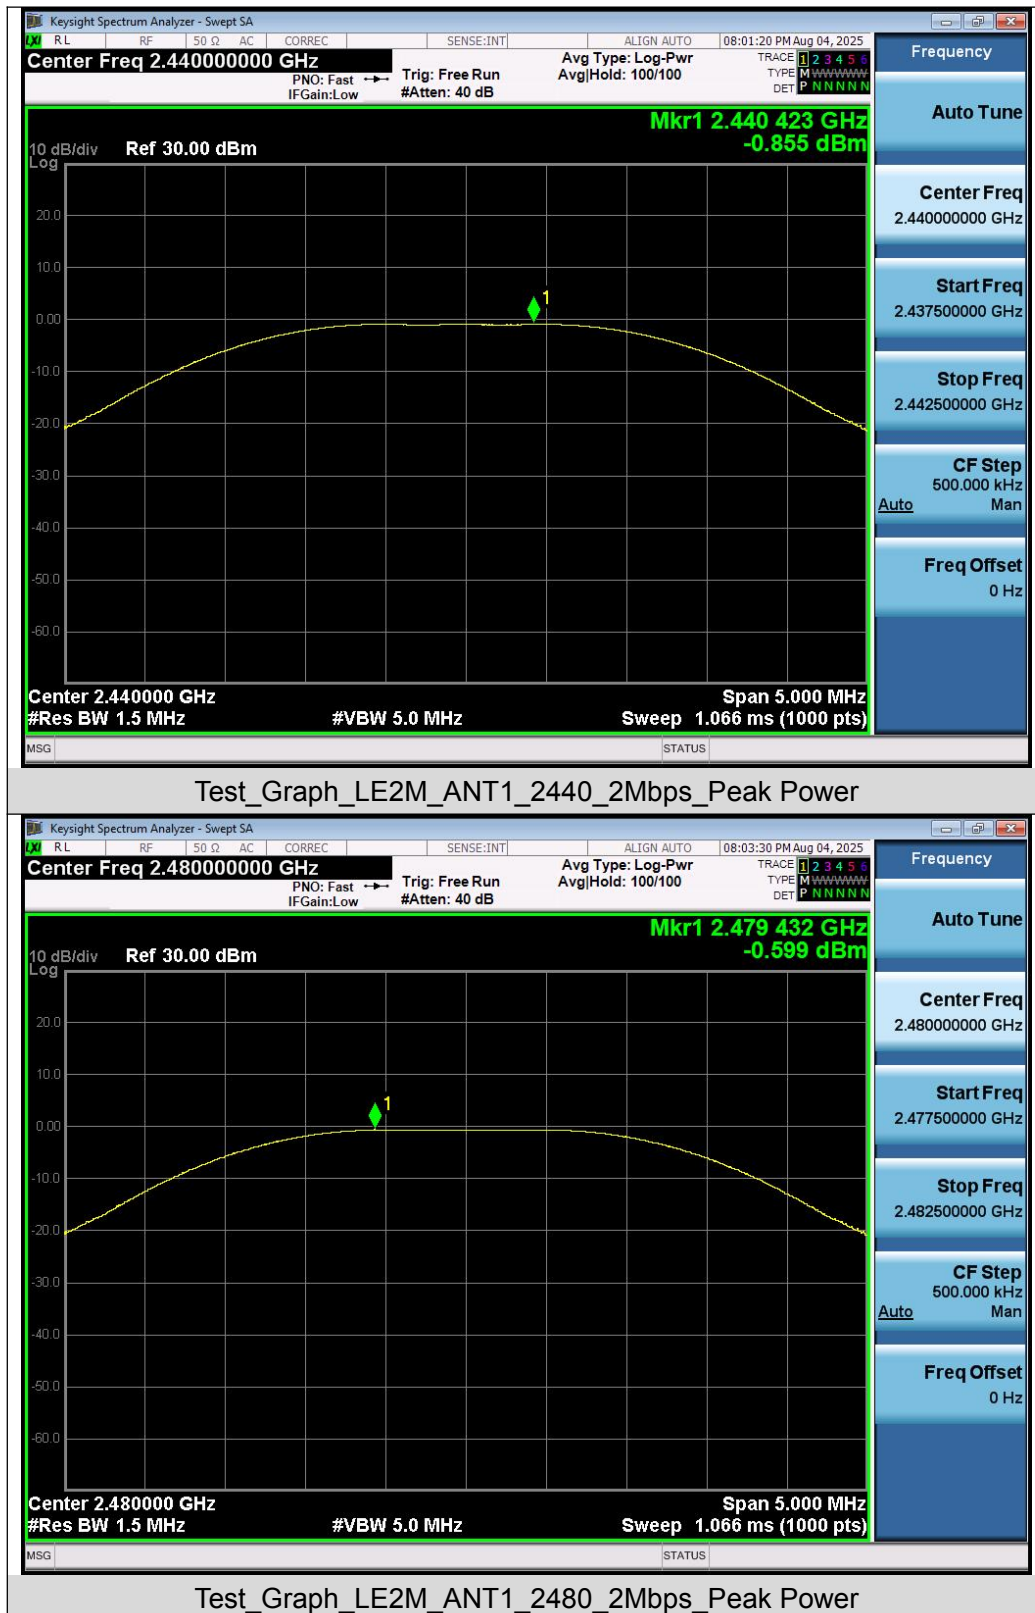 Keysight Spectrum Analyzer - Swept SA
LXI RL RF 50 Ω AC CORREC SENSE:INT ALIGN AUTO 08:01:20 PM Aug 04, 2025
Center Freq 2.440000000 GHz
PNO: Fast
IFGain:Low
Trig: Free Run
#Atten: 40 dB
Avg Type: Log-Pwr
Avg|Hold: 100/100
TRACE 1 2 3 4 5 6
TYPE M WWWWW
DET P N N N N N
Frequency
Auto Tune
Center Freq
2.440000000 GHz
Start Freq
2.437500000 GHz
Stop Freq
2.442500000 GHz
CF Step
500.000 kHz
Auto Man
Freq Offset
0 Hz
Mkr1 2.440 423 GHz
-0.855 dBm
10 dB/div Ref 30.00 dBm
Log
20.0
10.0
1
0.00
-10.0
-20.0
-30.0
-40.0
-50.0
-60.0
Center 2.440000 GHz Span 5.000 MHz
#Res BW 1.5 MHz #VBW 5.0 MHz Sweep 1.066 ms (1000 pts)
MSG STATUS
Test_Graph_LE2M_ANT1_2440_2Mbps_Peak Power
Keysight Spectrum Analyzer - Swept SA
LXI RL RF 50 Ω AC CORREC SENSE:INT ALIGN AUTO 08:03:30 PM Aug 04, 2025
Center Freq 2.480000000 GHz
PNO: Fast
IFGain:Low
Trig: Free Run
#Atten: 40 dB
Avg Type: Log-Pwr
Avg|Hold: 100/100
TRACE 1 2 3 4 5 6
TYPE M WWWWW
DET P N N N N N
Frequency
Auto Tune
Center Freq
2.480000000 GHz
Start Freq
2.477500000 GHz
Stop Freq
2.482500000 GHz
CF Step
500.000 kHz
Auto Man
Freq Offset
0 Hz
Mkr1 2.479 432 GHz
-0.599 dBm
10 dB/div Ref 30.00 dBm
Log
20.0
10.0
1
0.00
-10.0
-20.0
-30.0
-40.0
-50.0
-60.0
Center 2.480000 GHz Span 5.000 MHz
#Res BW 1.5 MHz #VBW 5.0 MHz Sweep 1.066 ms (1000 pts)
MSG STATUS
Test_Graph_LE2M_ANT1_2480_2Mbps_Peak Power